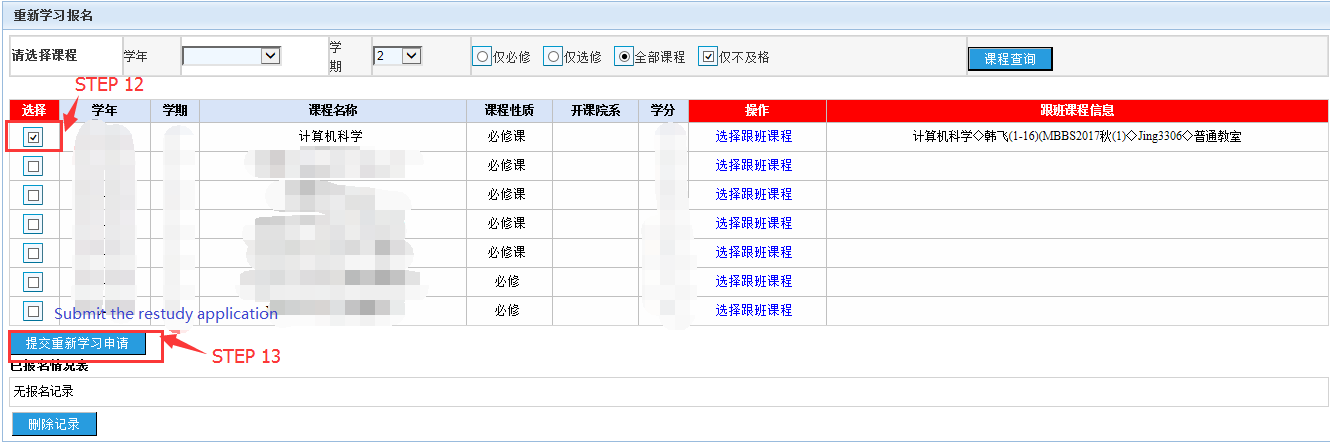 重新学习报名
请选择课程 学年 学期 2 仅必修 仅选修 全部课程 仅不及格 课程查询
STEP 12
选择 学年 学期 课程名称 课程性质 开课院系 学分 操作 跟班课程信息
计算机科学 必修课 选择跟班课程 计算机科学◇韩飞(1-16)(MBBS2017秋(1)◇Jing3306◇普通教室
必修课 选择跟班课程
必修课 选择跟班课程
必修课 选择跟班课程
必修课 选择跟班课程
必修 选择跟班课程
必修 选择跟班课程
Submit the restudy application
提交重新学习申请
STEP 13
已报名情况表
无报名记录
删除记录